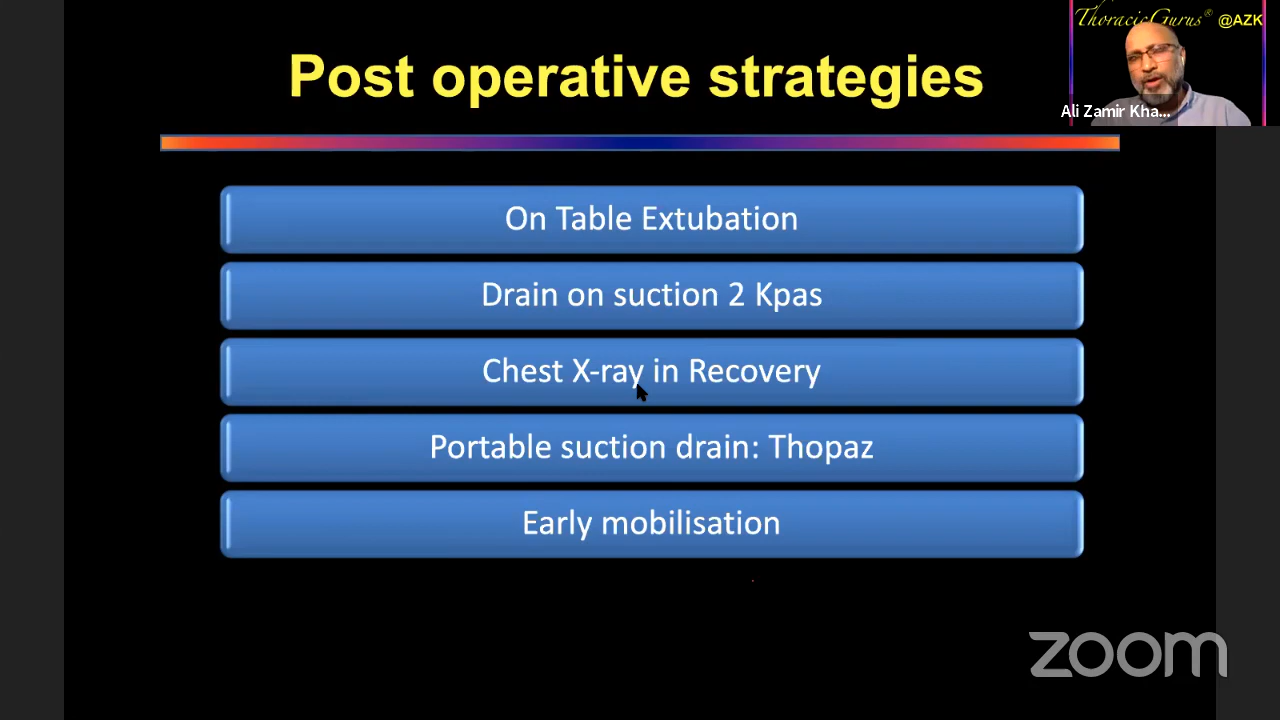 ThoracicGurus® @AZK
Post operative strategies
Ali Zamir Kha...
On Table Extubation
Drain on suction 2 Kpas
Chest X-ray in Recovery
Portable suction drain: Thopaz
Early mobilisation
zoom